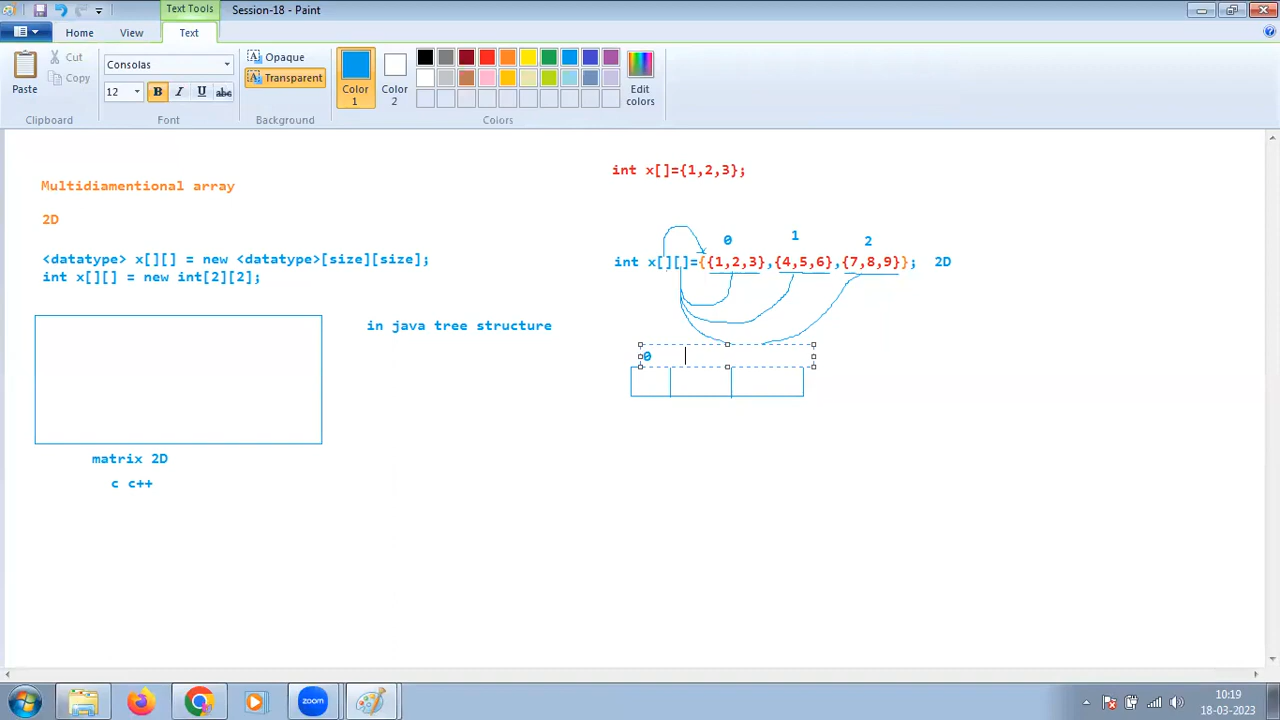 Text Tools
Session-18 - Paint
Home
View
Text
Paste
Cut
Copy
Clipboard
Consolas
12
B
I
U
abc
Font
Opaque
Transparent
Background
Color
1
Color
2
Edit
colors
Colors
Multidiamentional array
2D
<datatype> x[][] = new <datatype>[size][size];
int x[][] = new int[2][2];
in java tree structure
matrix 2D
c c++
int x[]={1,2,3};
0 1 2
int x[][]={{1,2,3},{4,5,6},{7,8,9}}; 2D
0
zoom
10:19
18-03-2023